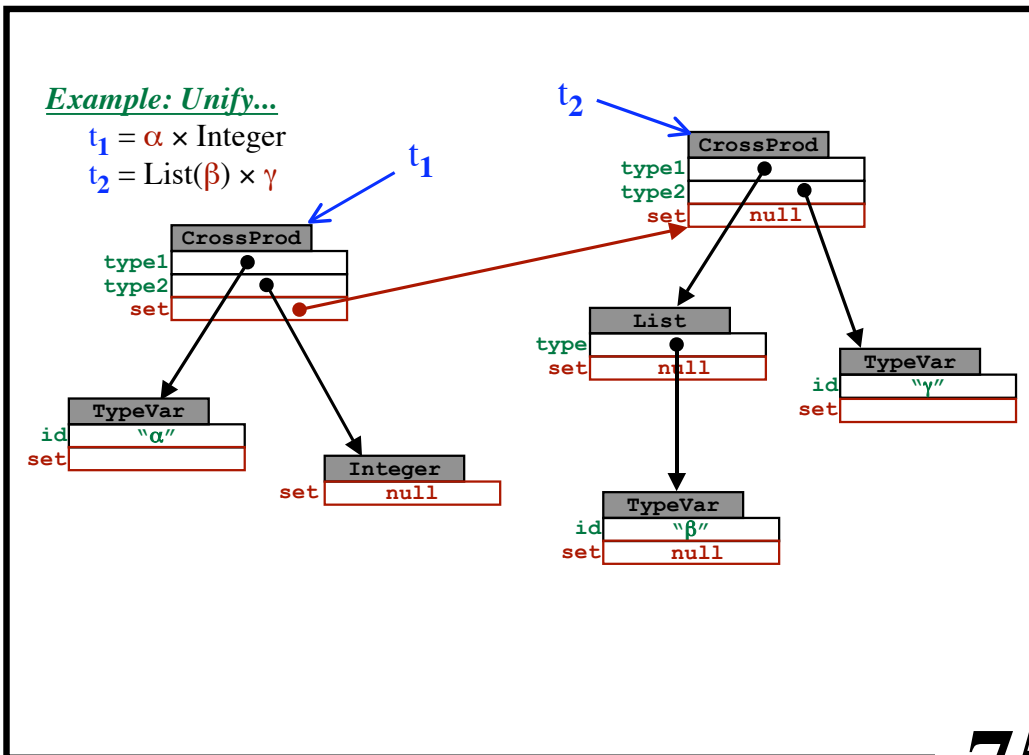 Example: Unify...
t1 = α × Integer
t2 = List(β) × γ
t1
t2
CrossProd
type1
type2
set
CrossProd
type1
type2
set null
List
type
set null
TypeVar
id "γ"
set
TypeVar
id "α"
set
Integer
set null
TypeVar
id "β"
set null